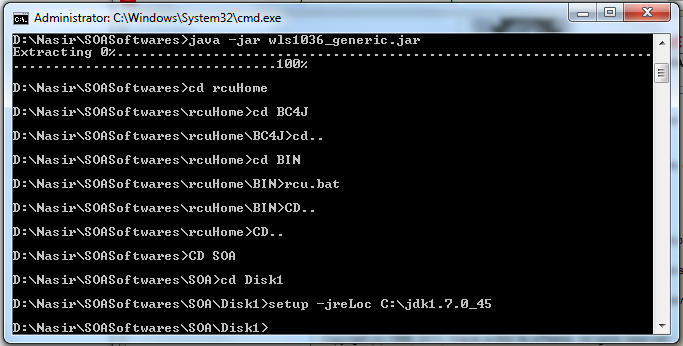 Administrator: C:\Windows\System32\cmd.exe
D:\Nasir\SOASoftwares>java -jar wls1036_generic.jar
Extracting 0%...................................................................................
.................................100%
D:\Nasir\SOASoftwares>cd rcuHome
D:\Nasir\SOASoftwares\rcuHome>cd BC4J
D:\Nasir\SOASoftwares\rcuHome\BC4J>cd..
D:\Nasir\SOASoftwares\rcuHome>cd BIN
D:\Nasir\SOASoftwares\rcuHome\BIN>rcu.bat
D:\Nasir\SOASoftwares\rcuHome\BIN>CD..
D:\Nasir\SOASoftwares\rcuHome>CD..
D:\Nasir\SOASoftwares>CD SOA
D:\Nasir\SOASoftwares\SOA>cd Disk1
D:\Nasir\SOASoftwares\SOA\Disk1>setup -jreLoc C:\jdk1.7.0_45
D:\Nasir\SOASoftwares\SOA\Disk1>